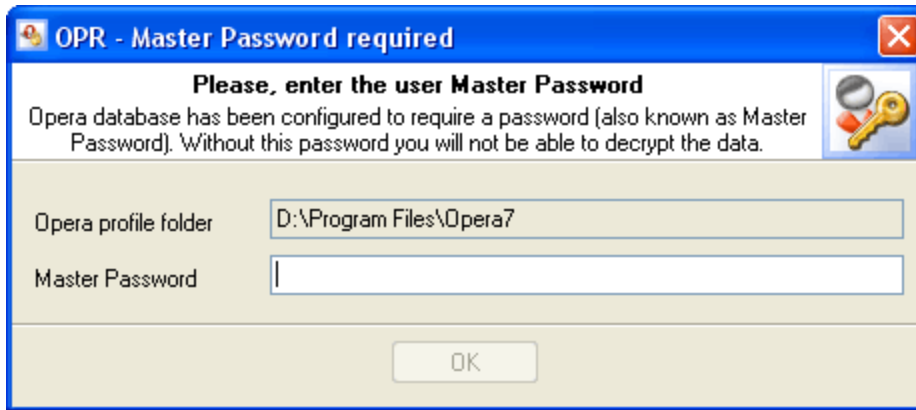 OPR - Master Password required
Please, enter the user Master Password
Opera database has been configured to require a password (also known as Master
Password). Without this password you will not be able to decrypt the data.
Opera profile folder
D:\Program Files\Opera7
Master Password
OK